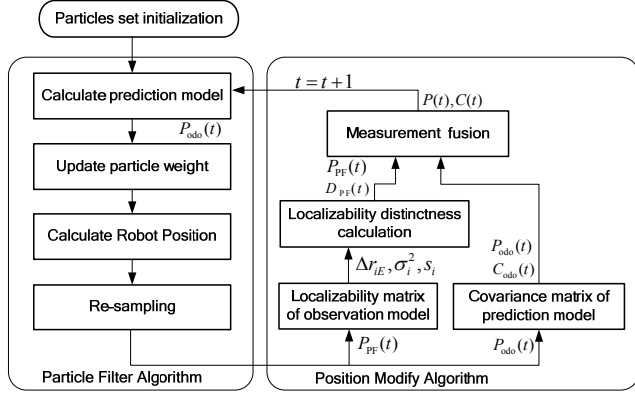 Particles set initialization
Calculate prediction model
P_odo(t)
Update particle weight
Calculate Robot Position
Re-sampling
Particle Filter Algorithm
t = t + 1
P(t), C(t)
Measurement fusion
P_PF(t)
D_PF(t)
Localizability distinctness
calculation
Δr_iE, σ_i^2, s_i
Localizability matrix
of observation model
P_PF(t)
P_odo(t)
C_odo(t)
Covariance matrix of
prediction model
P_odo(t)
Position Modify Algorithm